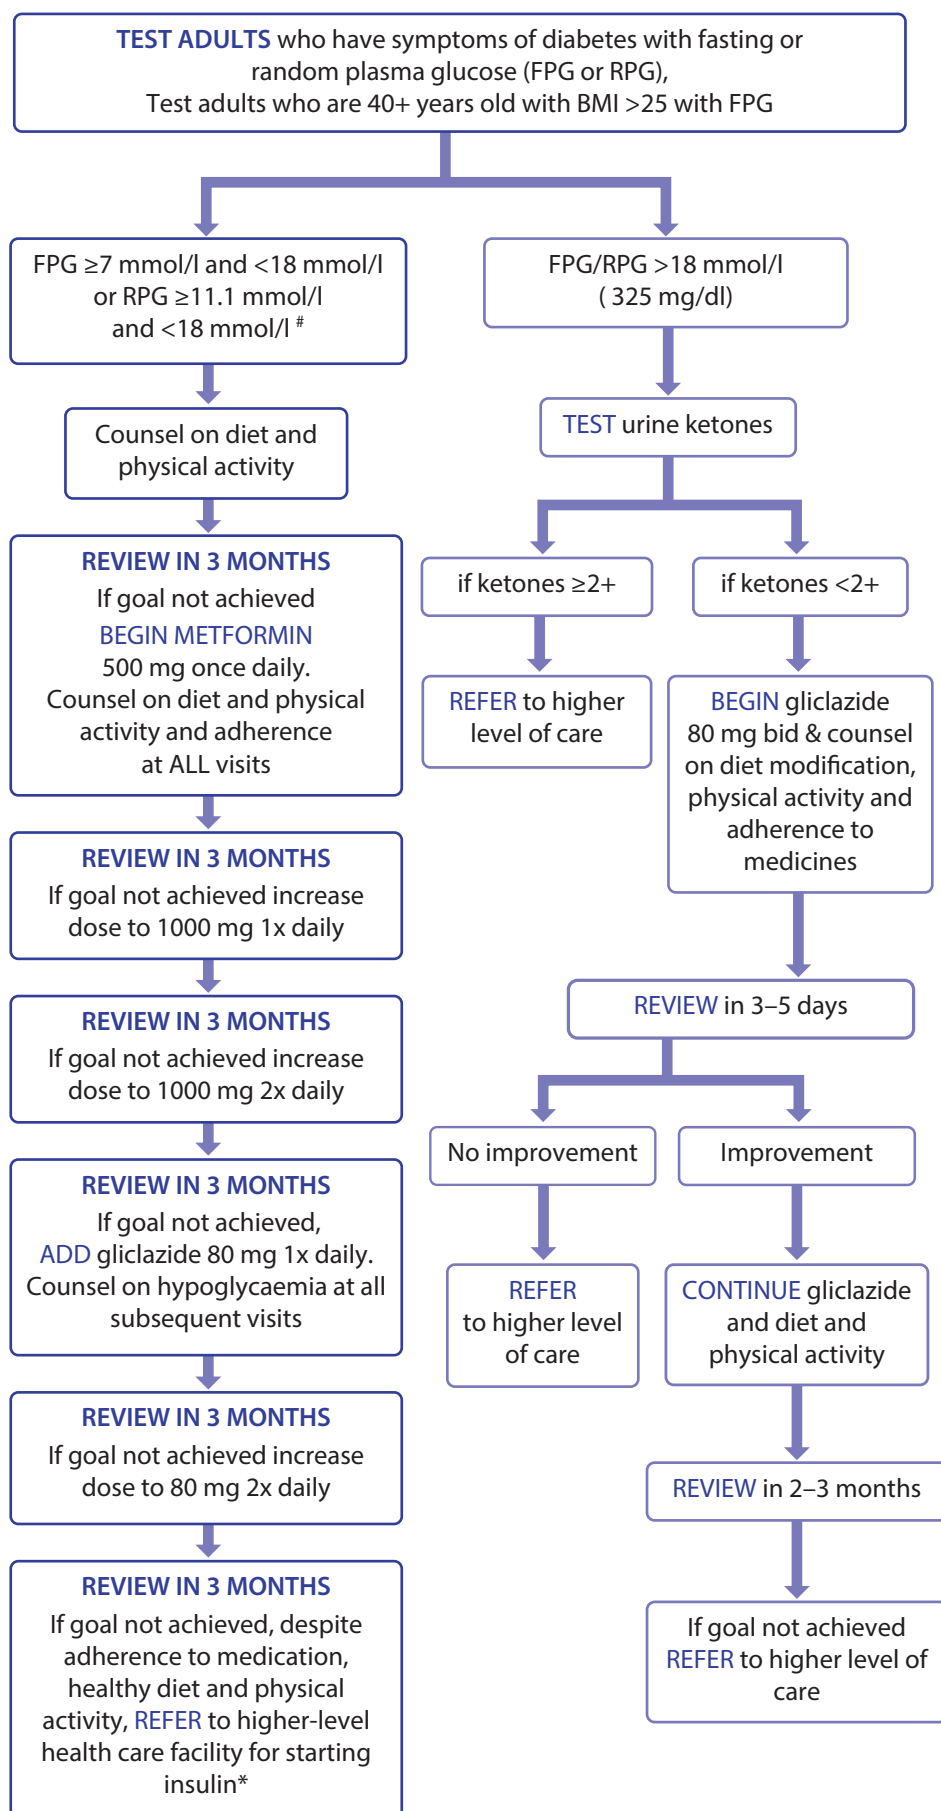 TEST ADULTS who have symptoms of diabetes with fasting or
random plasma glucose (FPG or RPG),
Test adults who are 40+ years old with BMI >25 with FPG
FPG ≥7 mmol/l and <18 mmol/l
or RPG ≥11.1 mmol/l
and <18 mmol/l #
Counsel on diet and
physical activity
REVIEW IN 3 MONTHS
If goal not achieved
BEGIN METFORMIN
500 mg once daily.
Counsel on diet and physical
activity and adherence
at ALL visits
REVIEW IN 3 MONTHS
If goal not achieved increase
dose to 1000 mg 1x daily
REVIEW IN 3 MONTHS
If goal not achieved increase
dose to 1000 mg 2x daily
REVIEW IN 3 MONTHS
If goal not achieved,
ADD gliclazide 80 mg 1x daily.
Counsel on hypoglycaemia at all
subsequent visits
REVIEW IN 3 MONTHS
If goal not achieved increase
dose to 80 mg 2x daily
REVIEW IN 3 MONTHS
If goal not achieved, despite
adherence to medication,
healthy diet and physical
activity, REFER to higher-level
health care facility for starting
insulin*
FPG/RPG >18 mmol/l
( 325 mg/dl)
TEST urine ketones
if ketones ≥2+
REFER to higher
level of care
if ketones <2+
BEGIN gliclazide
80 mg bid & counsel
on diet modification,
physical activity and
adherence to
medicines
REVIEW in 3–5 days
No improvement
REFER
to higher level
of care
Improvement
CONTINUE gliclazide
and diet and
physical activity
REVIEW in 2–3 months
If goal not achieved
REFER to higher level of
care